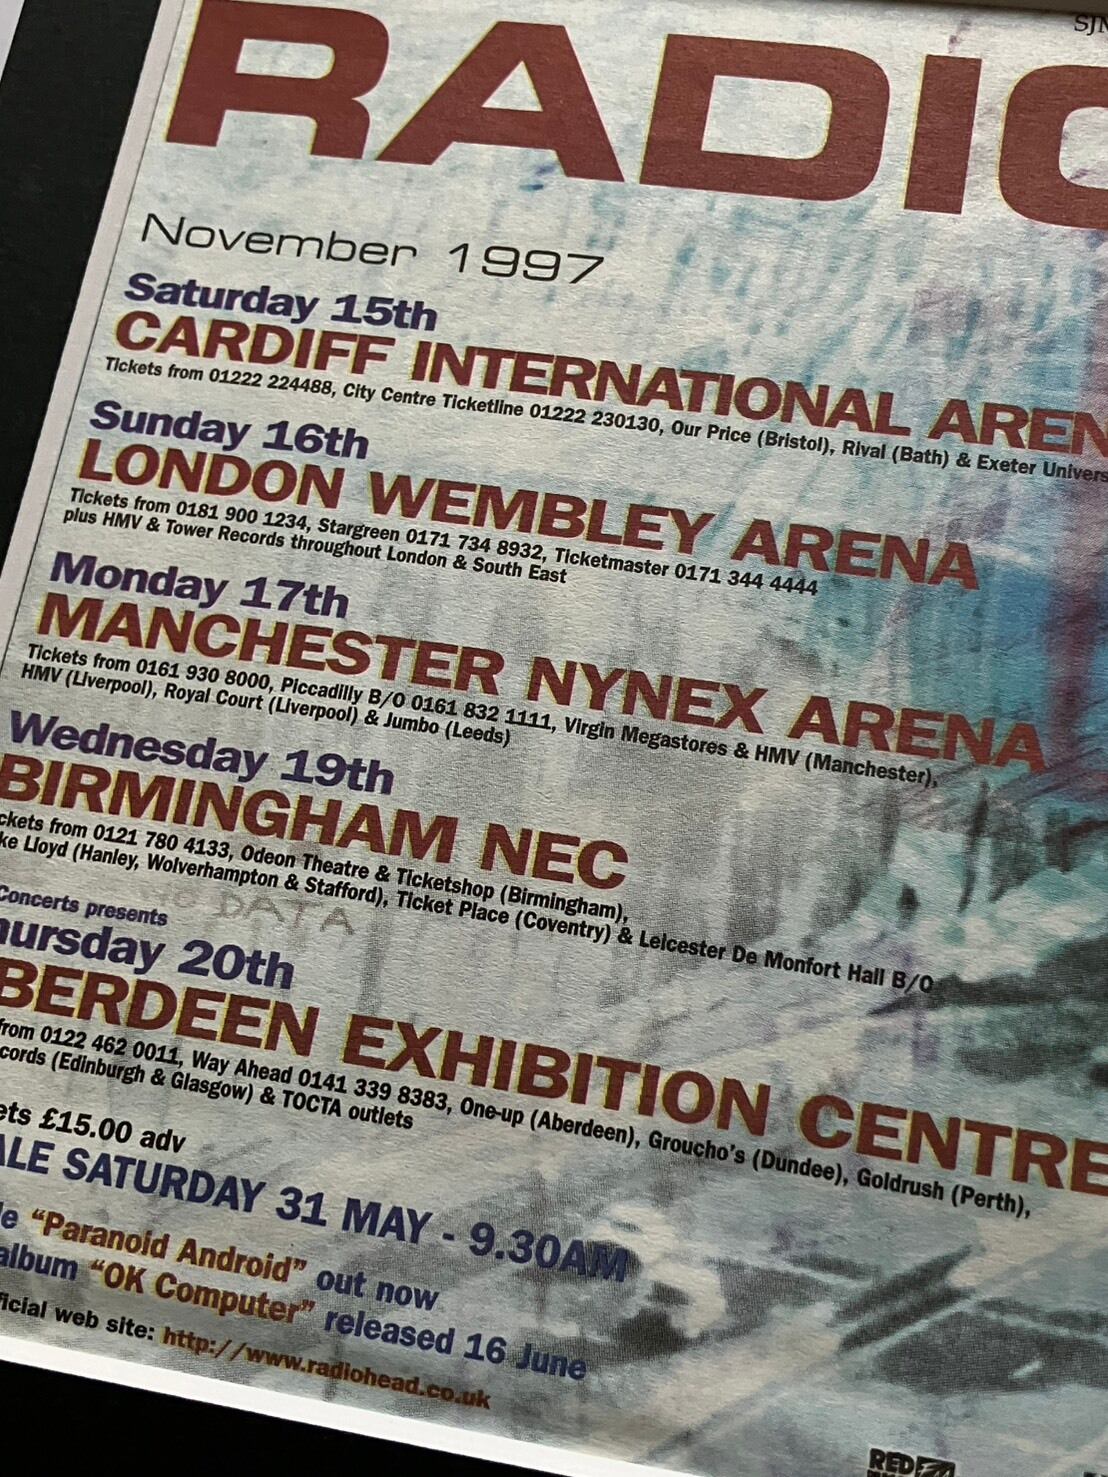 SJM
RADIO
November 1997
Saturday 15th
CARDIFF INTERNATIONAL AREN
Tickets from 01222 224488, City Centre Ticketline 01222 230130, Our Price (Bristol), Rival (Bath) & Exeter Univers
Sunday 16th
LONDON WEMBLEY ARENA
Tickets from 0181 900 1234, Stargreen 0171 734 8932, Ticketmaster 0171 344 4444
plus HMV & Tower Records throughout London & South East
Monday 17th
MANCHESTER NYNEX ARENA
Tickets from 0161 930 8000, Piccadilly B/O 0161 832 1111, Virgin Megastores & HMV (Manchester),
HMV (Liverpool), Royal Court (Liverpool) & Jumbo (Leeds)
Wednesday 19th
BIRMINGHAM NEC
ckets from 0121 780 4133, Odeon Theatre & Ticketshop (Birmingham),
ke Lloyd (Hanley, Wolverhampton & Stafford), Ticket Place (Coventry) & Leicester De Monfort Hall B/O
DATA
Concerts presents
hursday 20th
BERDEEN EXHIBITION CENTRE
from 0122 462 0011, Way Ahead 0141 339 8383, One-up (Aberdeen), Groucho's (Dundee), Goldrush (Perth),
cords (Edinburgh & Glasgow) & TOCTA outlets
ets £15.00 adv
ALE SATURDAY 31 MAY - 9.30AM
le “Paranoid Android” out now
album “OK Computer” released 16 June
ficial web site: http://www.radiohead.co.uk
RED